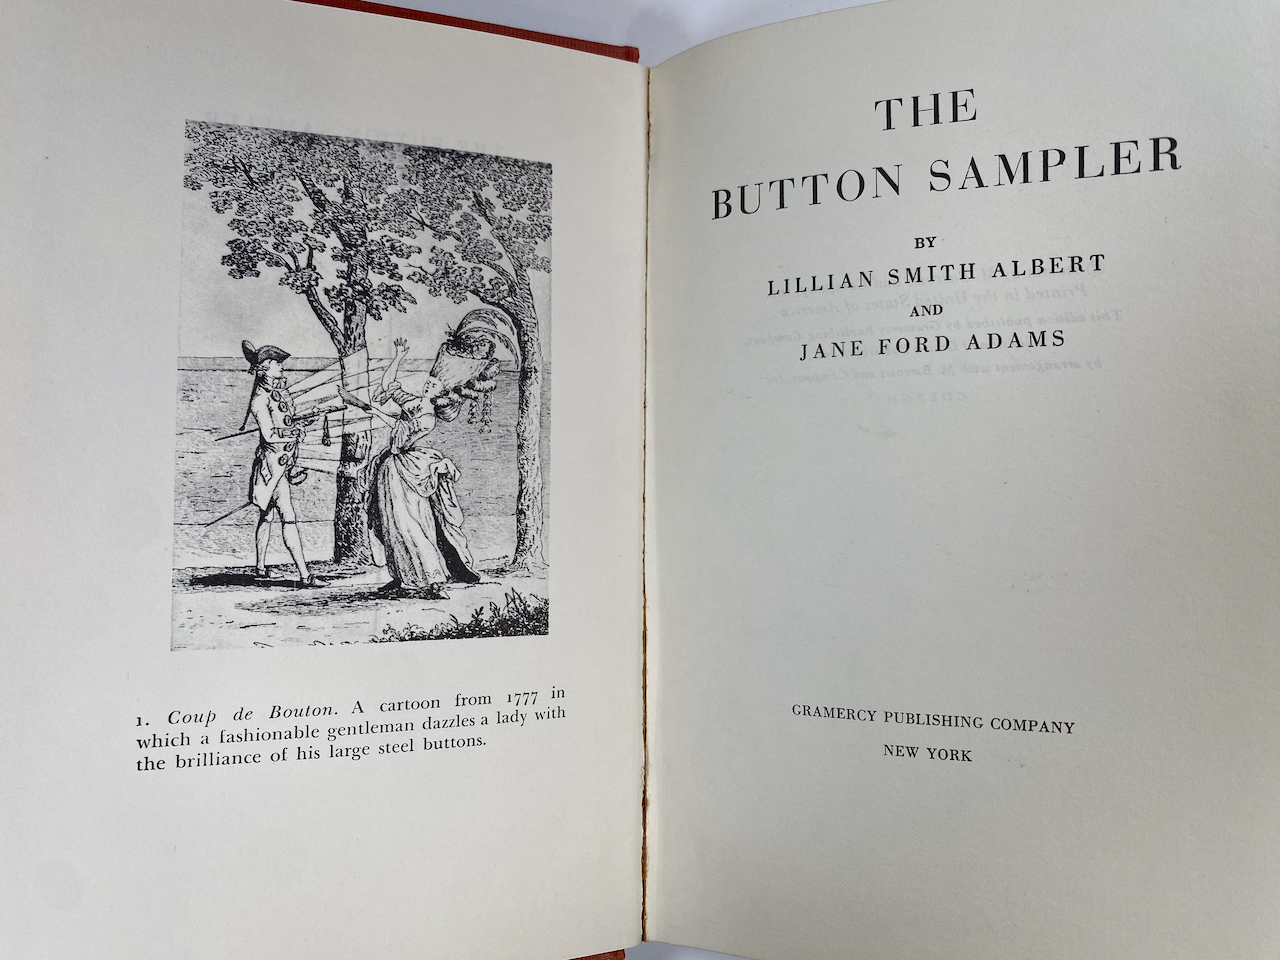 1. Coup de Bouton. A cartoon from 1777 in
which a fashionable gentleman dazzles a lady with
the brilliance of his large steel buttons.
THE
BUTTON SAMPLER
BY
LILLIAN SMITH ALBERT
AND
JANE FORD ADAMS
GRAMERCY PUBLISHING COMPANY
NEW YORK